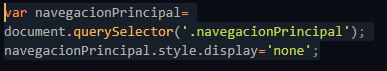 var navegacionPrincipal=
document.querySelector('.navegacionPrincipal');
navegacionPrincipal.style.display='none';